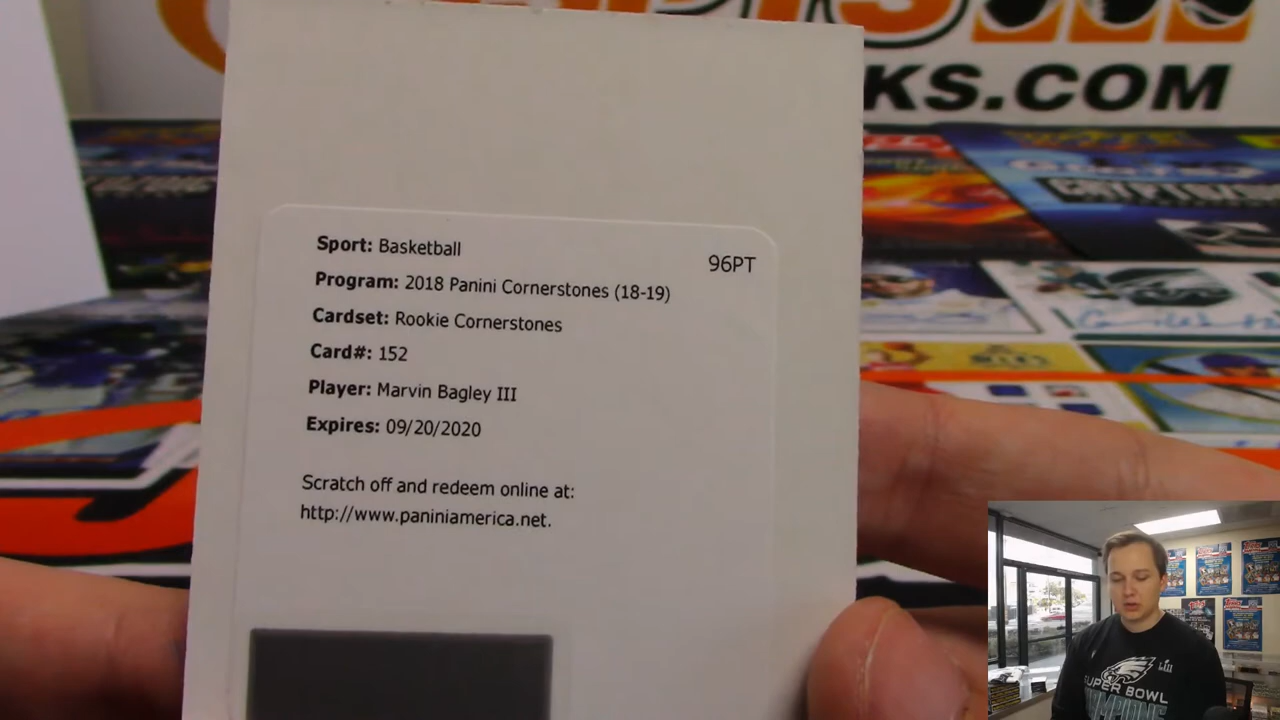 KS.COM
Sport: Basketball
96PT
Program: 2018 Panini Cornerstones (18-19)
Cardset: Rookie Cornerstones
Card#: 152
Player: Marvin Bagley III
Expires: 09/20/2020
Scratch off and redeem online at:
http://www.paniniamerica.net.
LII
SUPER BOWL